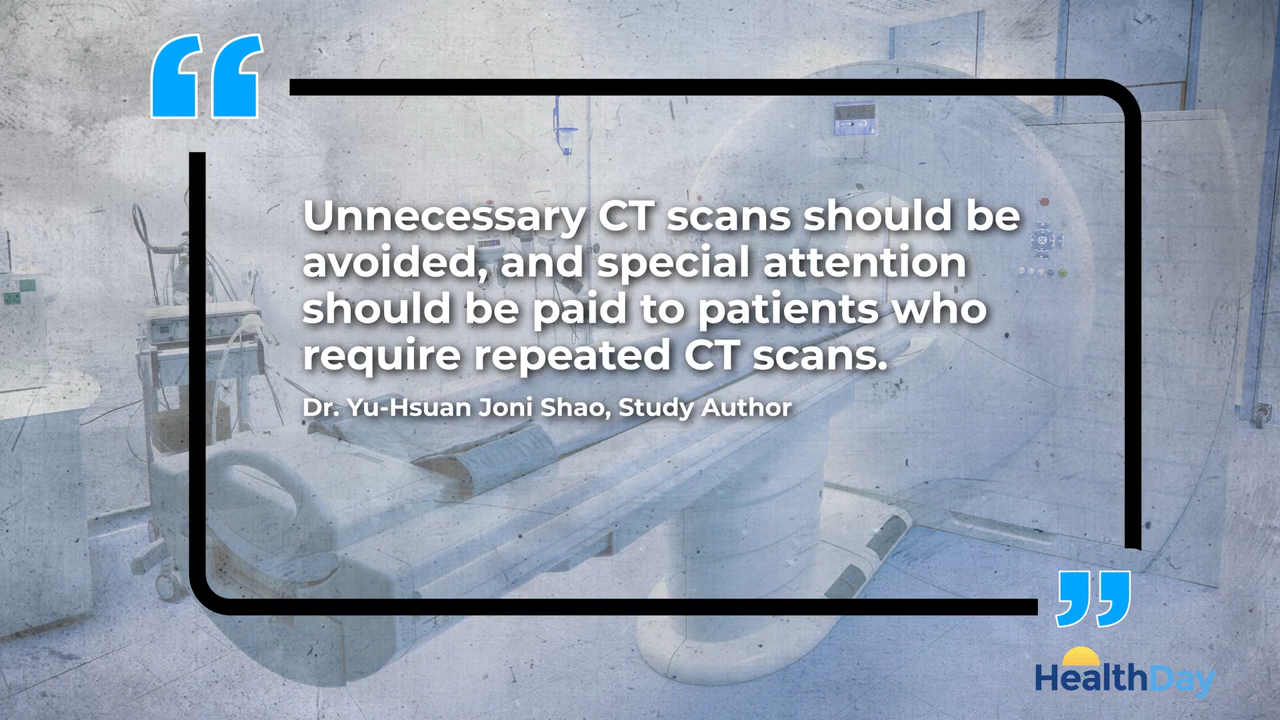 “
Unnecessary CT scans should be
avoided, and special attention
should be paid to patients who
require repeated CT scans.
Dr. Yu-Hsuan Joni Shao, Study Author
”
HealthDay